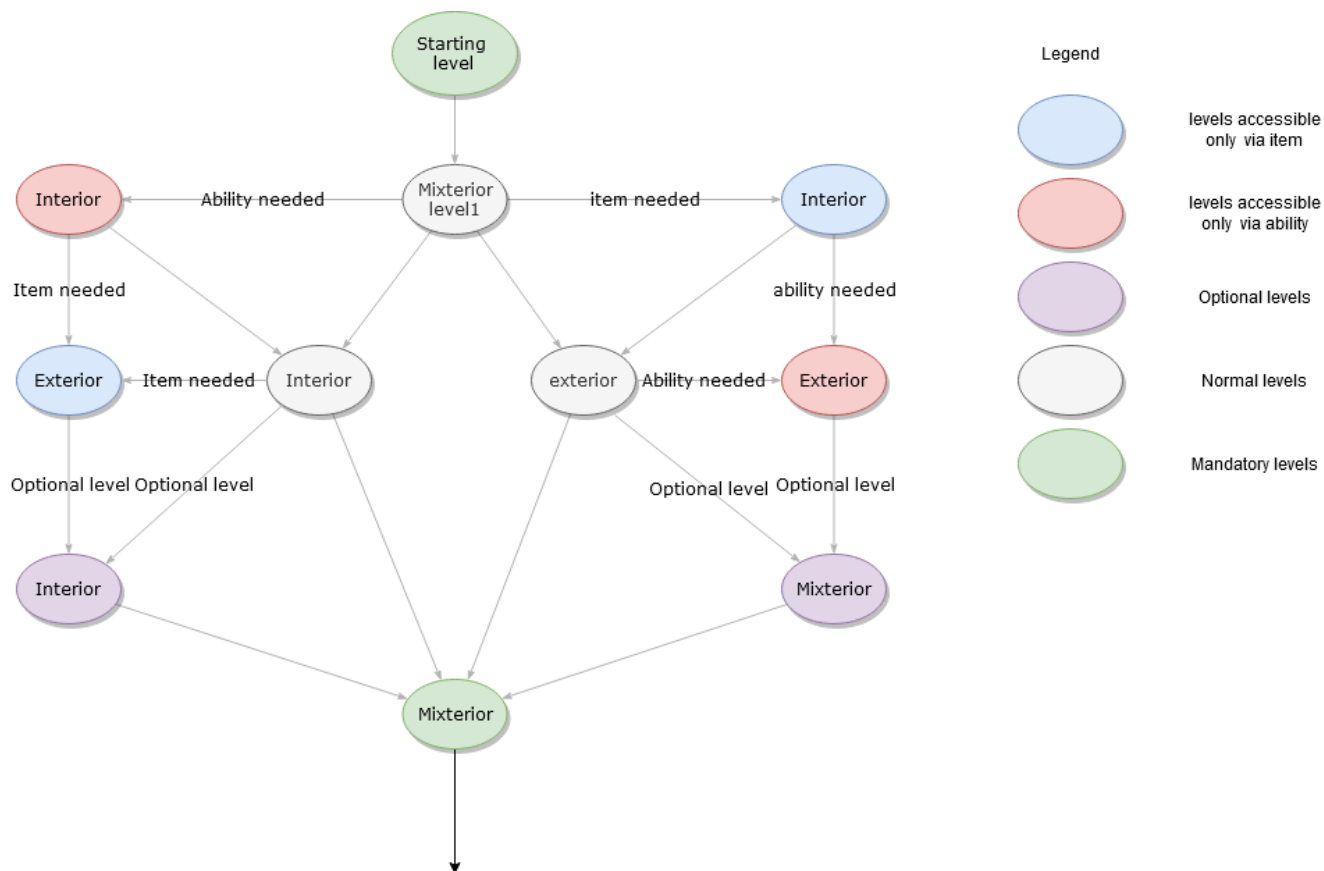 Starting
level
Legend
levels accessible
only via item
Interior
Ability needed
Mixterior
level1
item needed
Interior
levels accessible
only via ability
Item needed
ability needed
Optional levels
Exterior
Item needed
Interior
exterior
Ability needed
Exterior
Normal levels
Optional level
Optional level
Optional level
Optional level
Mandatory levels
Interior
Mixterior
Mixterior